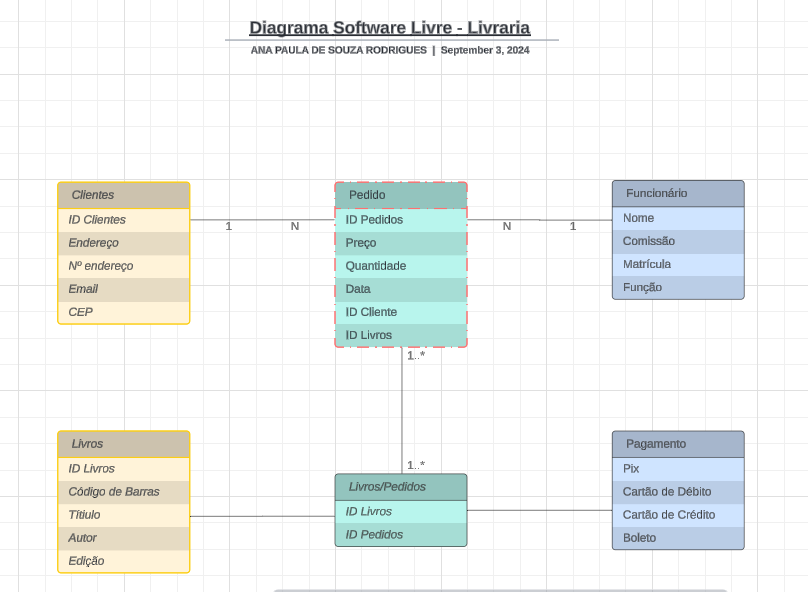 Diagrama Software Livre - Livraria
ANA PAULA DE SOUZA RODRIGUES | September 3, 2024
Clientes
ID Clientes
Endereço
Nº endereço
Email
CEP
1
N
Pedido
ID Pedidos
Preço
Quantidade
Data
ID Cliente
ID Livros
N
1
Funcionário
Nome
Comissão
Matrícula
Função
1..*
1..*
Livros
ID Livros
Código de Barras
Títiulo
Autor
Edição
Livros/Pedidos
ID Livros
ID Pedidos
Pagamento
Pix
Cartão de Débito
Cartão de Crédito
Boleto